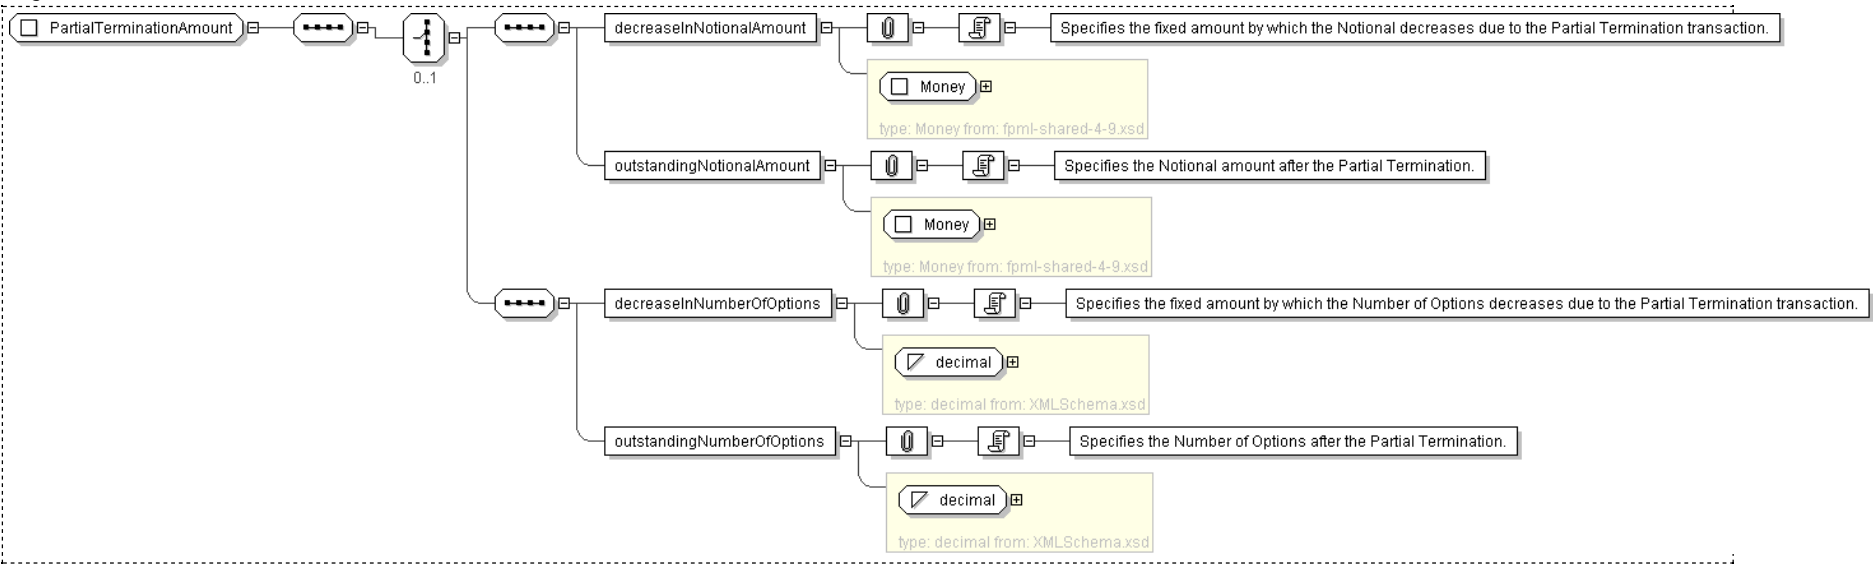 PartialTerminationAmount
0..1
decreaseInNotionalAmount
Specifies the fixed amount by which the Notional decreases due to the Partial Termination transaction.
Money
type: Money from: fpml-shared-4-9.xsd
outstandingNotionalAmount
Specifies the Notional amount after the Partial Termination.
Money
type: Money from: fpml-shared-4-9.xsd
decreaseInNumberOfOptions
Specifies the fixed amount by which the Number of Options decreases due to the Partial Termination transaction.
decimal
type: decimal from: XMLSchema.xsd
outstandingNumberOfOptions
Specifies the Number of Options after the Partial Termination.
decimal
type: decimal from: XMLSchema.xsd